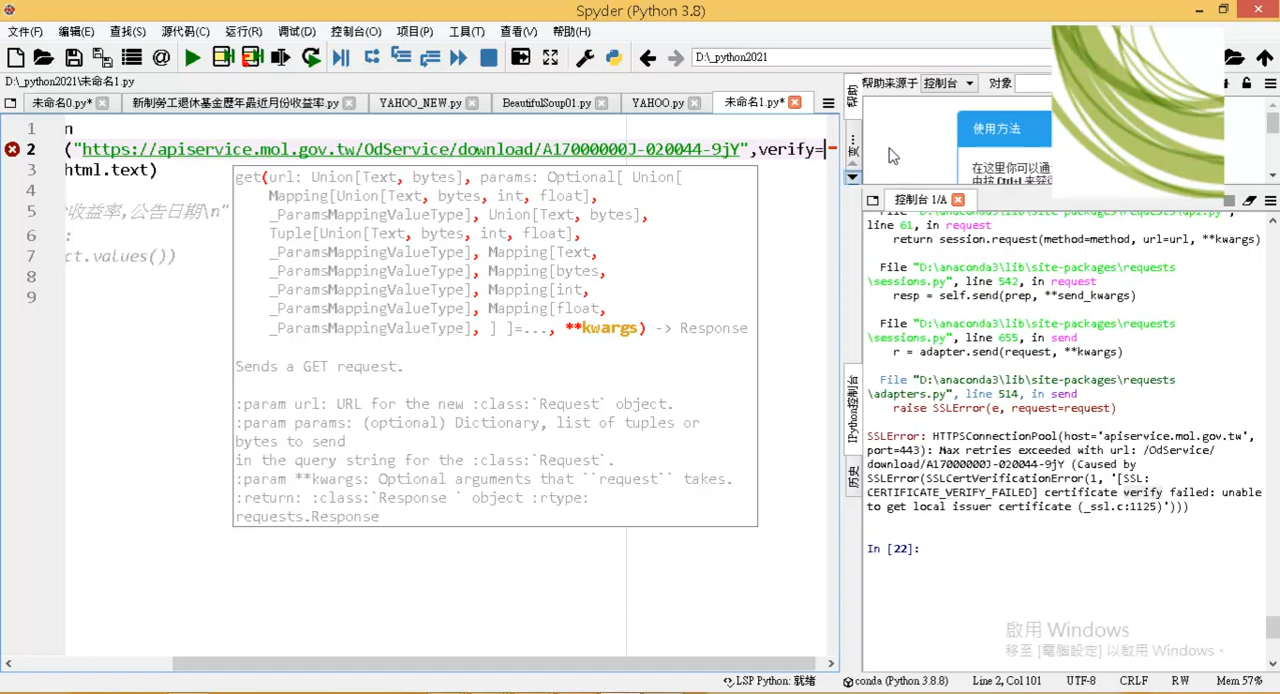 Spyder (Python 3.8)
文件(F) 编辑(E) 查找(S) 源代码(C) 运行(R) 调试(D) 控制台(O) 项目(P) 工具(T) 查看(V) 帮助(H)
D:\_python2021
D:\_python2021\未命名1.py
未命名0.py* 新制勞工退休基金歷年最近月份收益率.py YAHOO_NEW.py BeautifulSoup01.py YAHOO.py 未命名1.py*
1 n
2 ("https://apiservice.mol.gov.tw/OdService/download/A17000000J-020044-9jY",verify=
3 html.text)
4
5 收益率,公告日期\n"
6 :
7 ct.values())
8
9
get(url: Union[Text, bytes], params: Optional[ Union[
Mapping[Union[Text, bytes, int, float],
_ParamsMappingValueType], Union[Text, bytes],
Tuple[Union[Text, bytes, int, float],
_ParamsMappingValueType], Mapping[Text,
_ParamsMappingValueType], Mapping[bytes,
_ParamsMappingValueType], Mapping[int,
_ParamsMappingValueType], Mapping[float,
_ParamsMappingValueType], ] ]=..., **kwargs) -> Response
Sends a GET request.
:param url: URL for the new :class:`Request` object.
:param params: (optional) Dictionary, list of tuples or
bytes to send
in the query string for the :class:`Request`.
:param **kwargs: Optional arguments that ``request`` takes.
:return: :class:`Response ` object :rtype:
requests.Response
帮助来源于 控制台 对象
帮助
使用方法
在这里你可以通
控制台 1/A
IPython控制台
历史
line 61, in request
return session.request(method=method, url=url, **kwargs)
File "D:\anaconda3\lib\site-packages\requests
\sessions.py", line 542, in request
resp = self.send(prep, **send_kwargs)
File "D:\anaconda3\lib\site-packages\requests
\sessions.py", line 655, in send
r = adapter.send(request, **kwargs)
File "D:\anaconda3\lib\site-packages\requests
\adapters.py", line 514, in send
raise SSLError(e, request=request)
SSLError: HTTPSConnectionPool(host='apiservice.mol.gov.tw',
port=443): Max retries exceeded with url: /OdService/
download/A17000000J-020044-9jY (Caused by
SSLError(SSLCertVerificationError(1, '[SSL:
CERTIFICATE_VERIFY_FAILED] certificate verify failed: unable
to get local issuer certificate (_ssl.c:1125)')))
In [22]:
啟用 Windows
移至 [電腦設定] 以啟用 Windows。
LSP Python: 就绪 conda (Python 3.8.8) Line 2, Col 101 UTF-8 CRLF RW Mem 57%